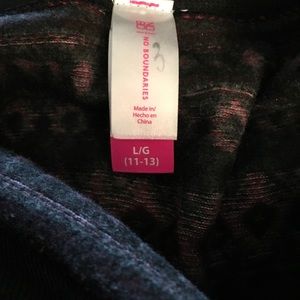 NO BOUNDARIES
Made in/
Hecho en
China
L/G
(11-13)